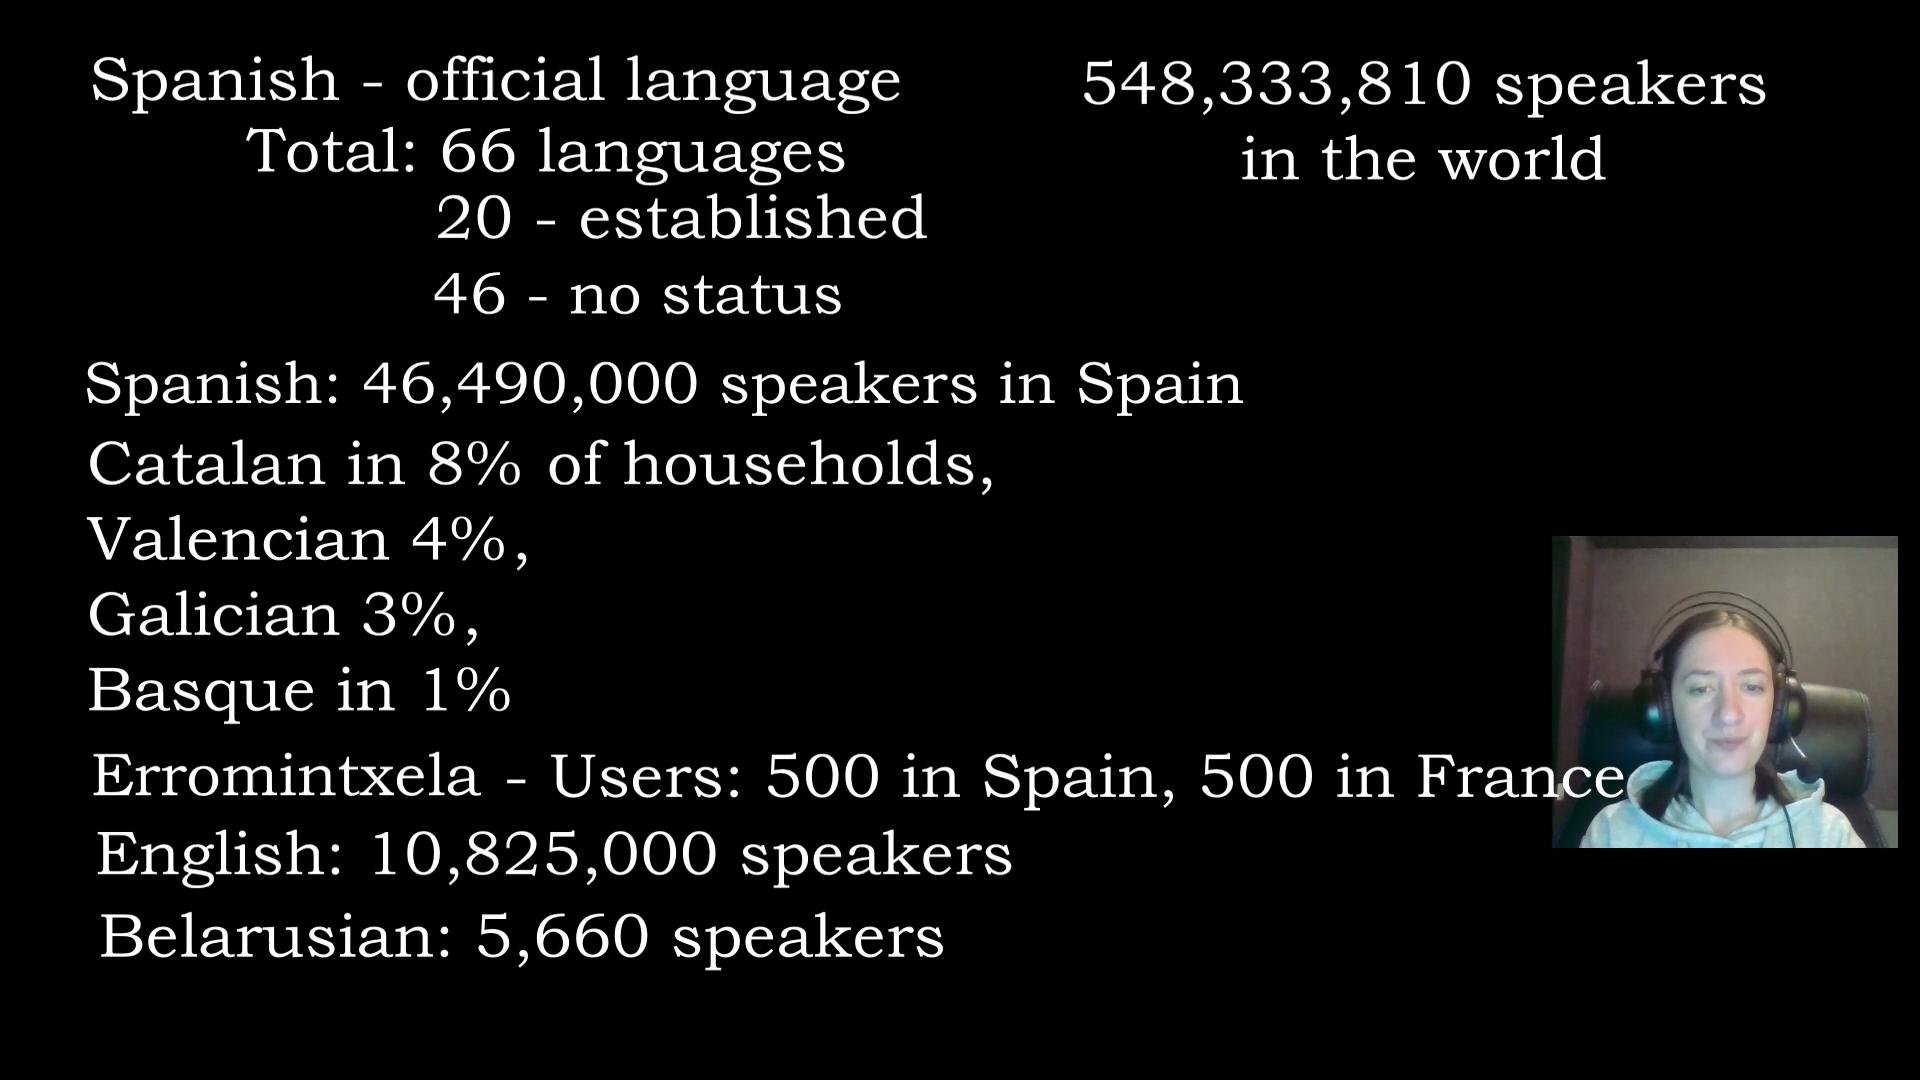 Spanish - official language
548,333,810 speakers
in the world
Total: 66 languages
20 - established
46 - no status
Spanish: 46,490,000 speakers in Spain
Catalan in 8% of households,
Valencian 4%,
Galician 3%,
Basque in 1%
Erromintxela - Users: 500 in Spain, 500 in France
English: 10,825,000 speakers
Belarusian: 5,660 speakers